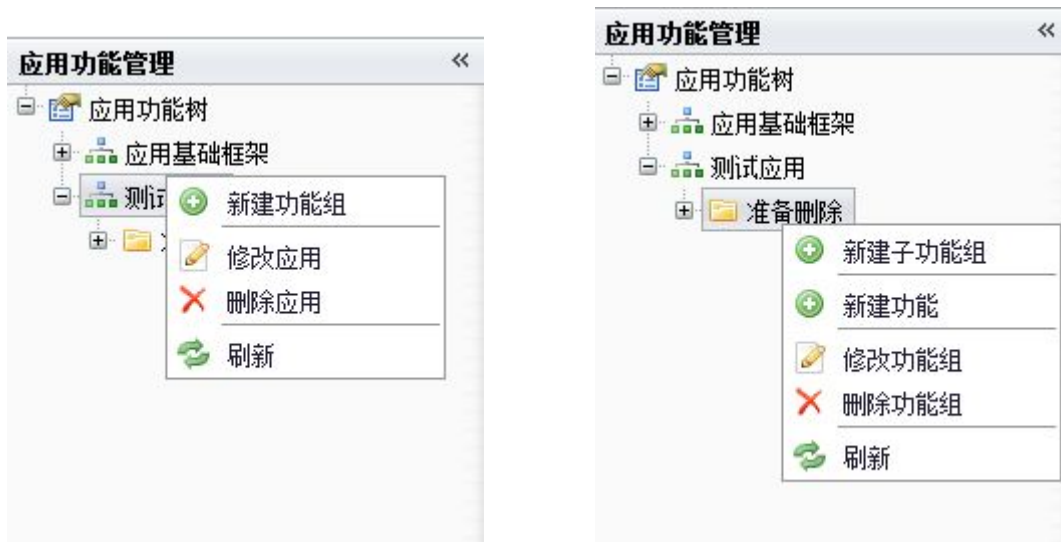 应用功能管理
应用功能树
应用基础框架
测试
新建功能组
修改应用
删除应用
刷新
应用功能管理
应用功能树
应用基础框架
测试应用
准备删除
新建子功能组
新建功能
修改功能组
删除功能组
刷新